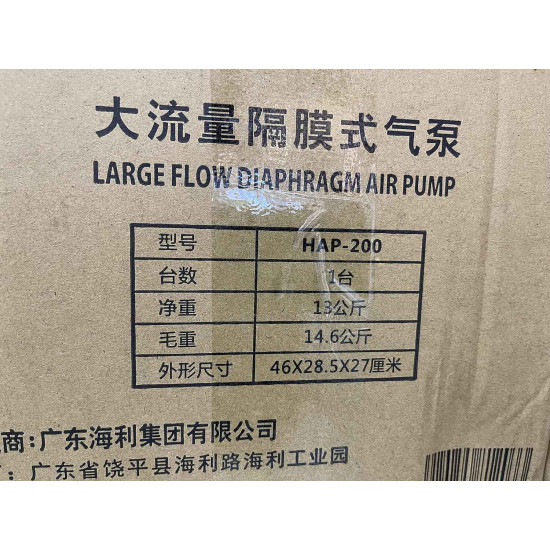 大流量隔膜式气泵
LARGE FLOW DIAPHRAGM AIR PUMP
型号 HAP-200
台数 1台
净重 13公斤
毛重 14.6公斤
外形尺寸 46X28.5X27厘米
商:广东海利集团有限公司
:广东省饶平县海利路海利工业园